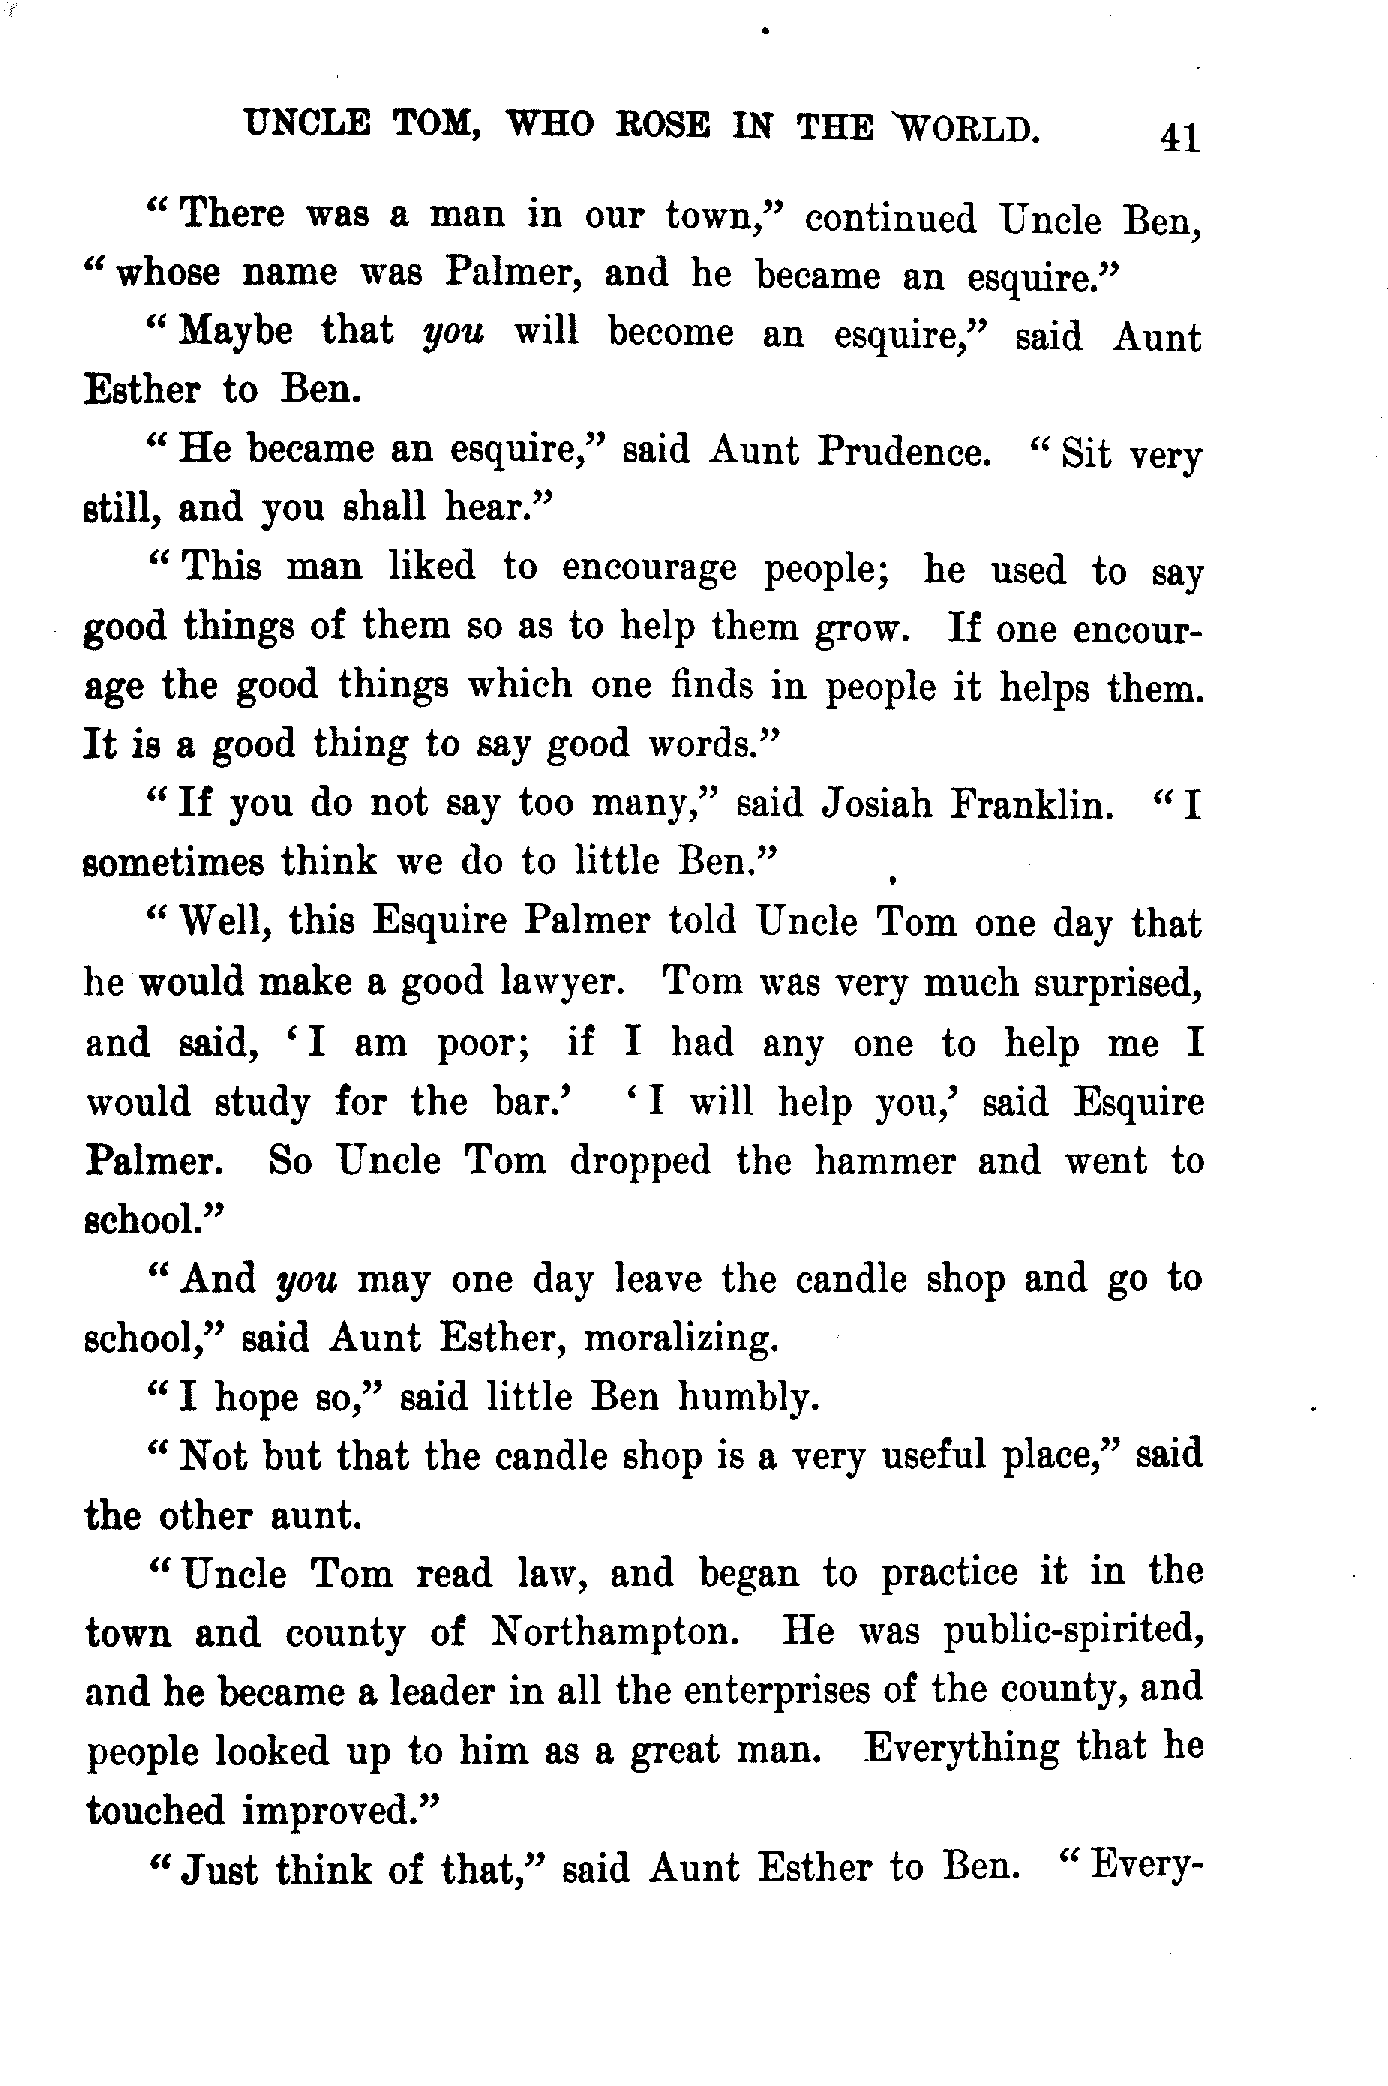 UNCLE TOM, WHO ROSE IN THE WORLD. 41
“There was a man in our town,” continued Uncle Ben,
“whose name was Palmer, and he became an esquire.”
“Maybe that you will become an esquire,” said Aunt
Esther to Ben.
“He became an esquire,” said Aunt Prudence. “Sit very
still, and you shall hear.”
“This man liked to encourage people; he used to say
good things of them so as to help them grow. If one encour-
age the good things which one finds in people it helps them.
It is a good thing to say good words.”
“If you do not say too many,” said Josiah Franklin. “I
sometimes think we do to little Ben.”
“Well, this Esquire Palmer told Uncle Tom one day that
he would make a good lawyer. Tom was very much surprised,
and said, ‘I am poor; if I had any one to help me I
would study for the bar.’ ‘I will help you,’ said Esquire
Palmer. So Uncle Tom dropped the hammer and went to
school.”
“And you may one day leave the candle shop and go to
school,” said Aunt Esther, moralizing.
“I hope so,” said little Ben humbly.
“Not but that the candle shop is a very useful place,” said
the other aunt.
“Uncle Tom read law, and began to practice it in the
town and county of Northampton. He was public-spirited,
and he became a leader in all the enterprises of the county, and
people looked up to him as a great man. Everything that he
touched improved.”
“Just think of that,” said Aunt Esther to Ben. “Every-